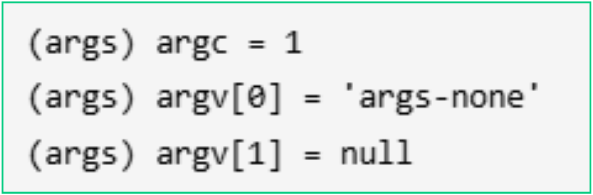 (args) argc = 1
(args) argv[0] = 'args-none'
(args) argv[1] = null